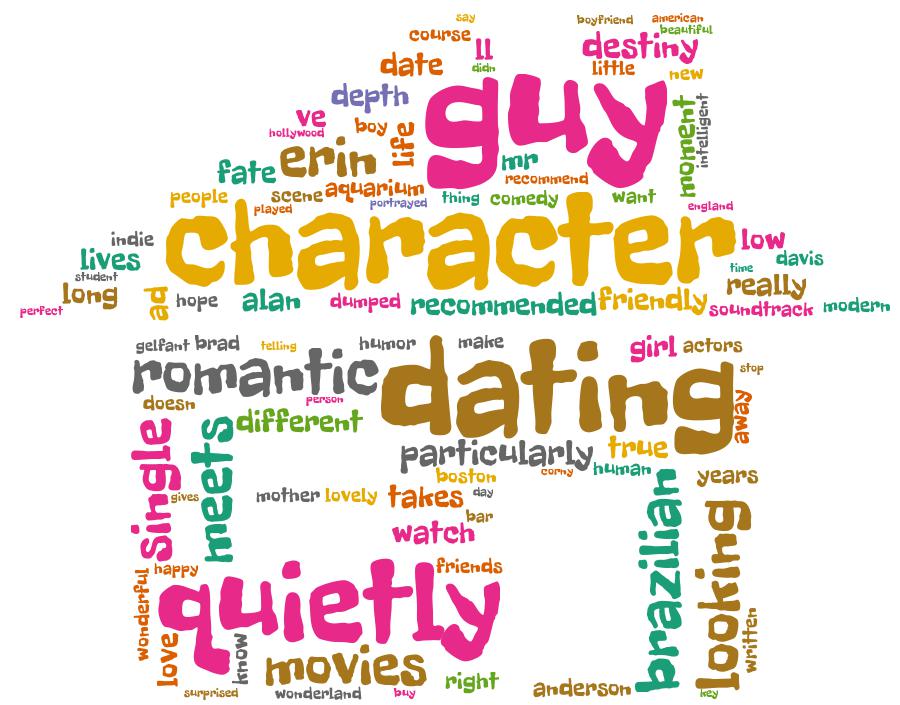 say
boyfriend american
course beautiful
ll destiny
date didn little new
depth guy
ve boy life moment intelligent
hollywood
erin mr
fate recommend
people scene aquarium thing comedy want
played portrayed england
character
indie low
lives time davis
student really
long ad hope alan dumped recommended friendly
perfect soundtrack modern
gelfant brad telling humor make girl actors
romantic dating stop
person
doesn away
different
single meets particularly true
corny human
boston years
gives mother lovely takes day
bar
watch brazilian looking
friends
wonderful happy quietly
written
love know movies
right
surprised wonderland buy anderson key